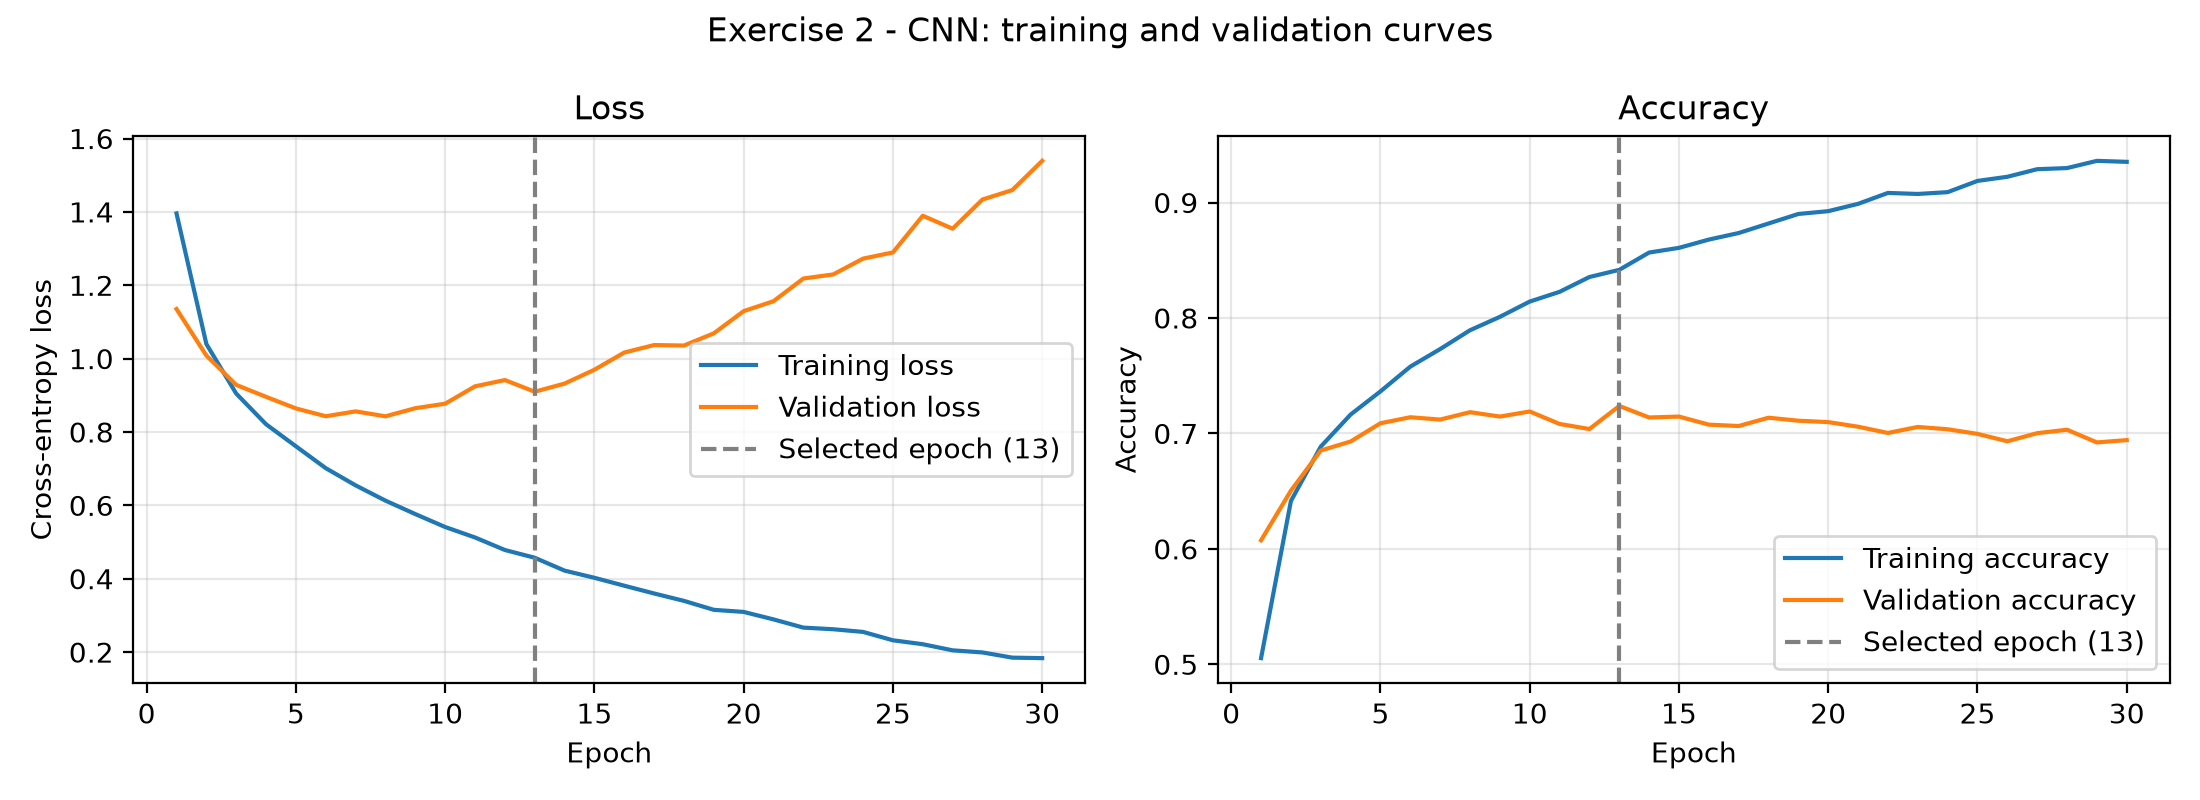 Exercise 2 - CNN: training and validation curves
Loss
Cross-entropy loss
1.6
1.4
1.2
1.0
0.8
0.6
0.4
0.2
Training loss
Validation loss
Selected epoch (13)
0 5 10 15 20 25 30
Epoch
Accuracy
Accuracy
0.9
0.8
0.7
0.6
0.5
Training accuracy
Validation accuracy
Selected epoch (13)
0 5 10 15 20 25 30
Epoch